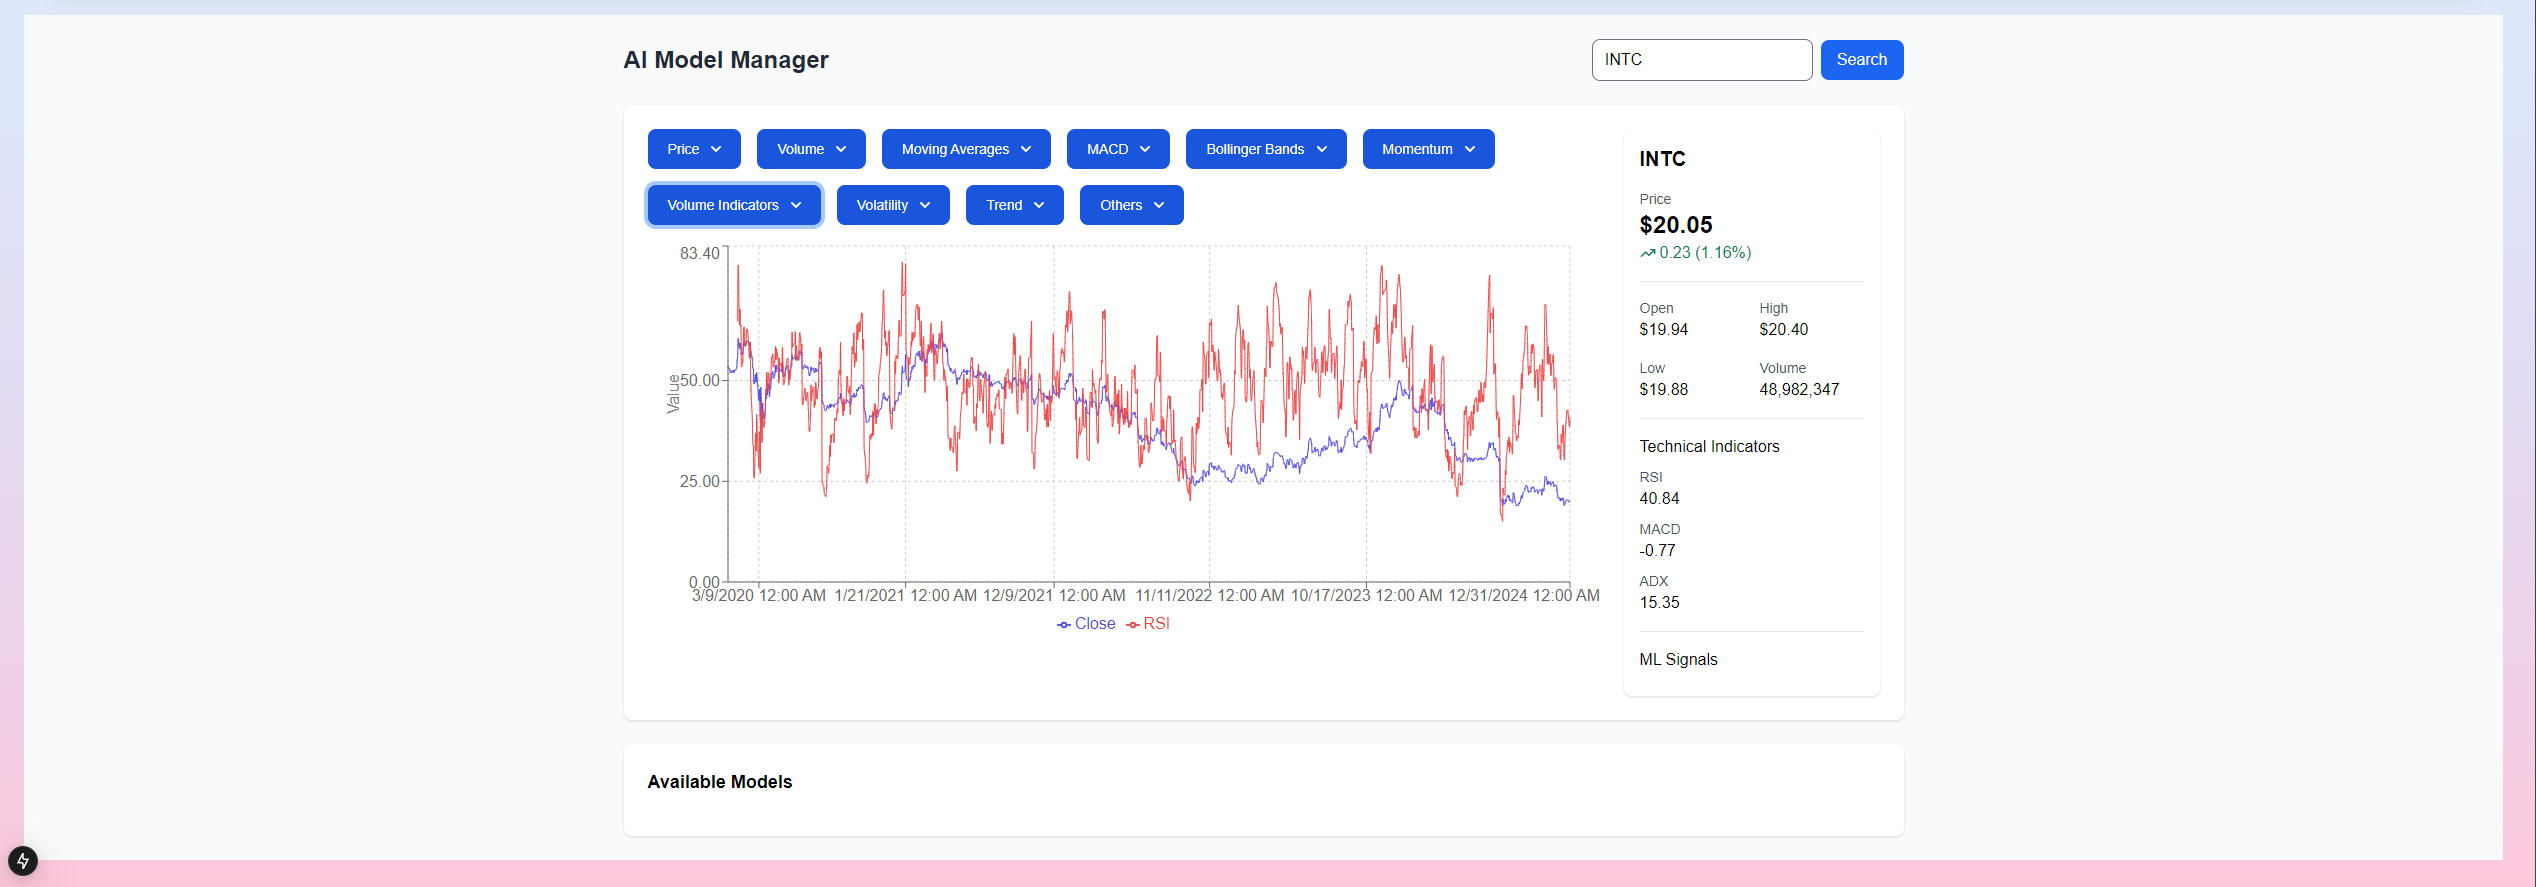 AI Model Manager
INTC
Search
Price
Volume
Moving Averages
MACD
Bollinger Bands
Momentum
Volume Indicators
Volatility
Trend
Others
83.40
50.00
25.00
0.00
Value
3/9/2020 12:00 AM
1/21/2021 12:00 AM
12/9/2021 12:00 AM
11/11/2022 12:00 AM
10/17/2023 12:00 AM
12/31/2024 12:00 AM
Close
RSI
INTC
Price
$20.05
0.23 (1.16%)
Open
High
$19.94
$20.40
Low
Volume
$19.88
48,982,347
Technical Indicators
RSI
40.84
MACD
-0.77
ADX
15.35
ML Signals
Available Models